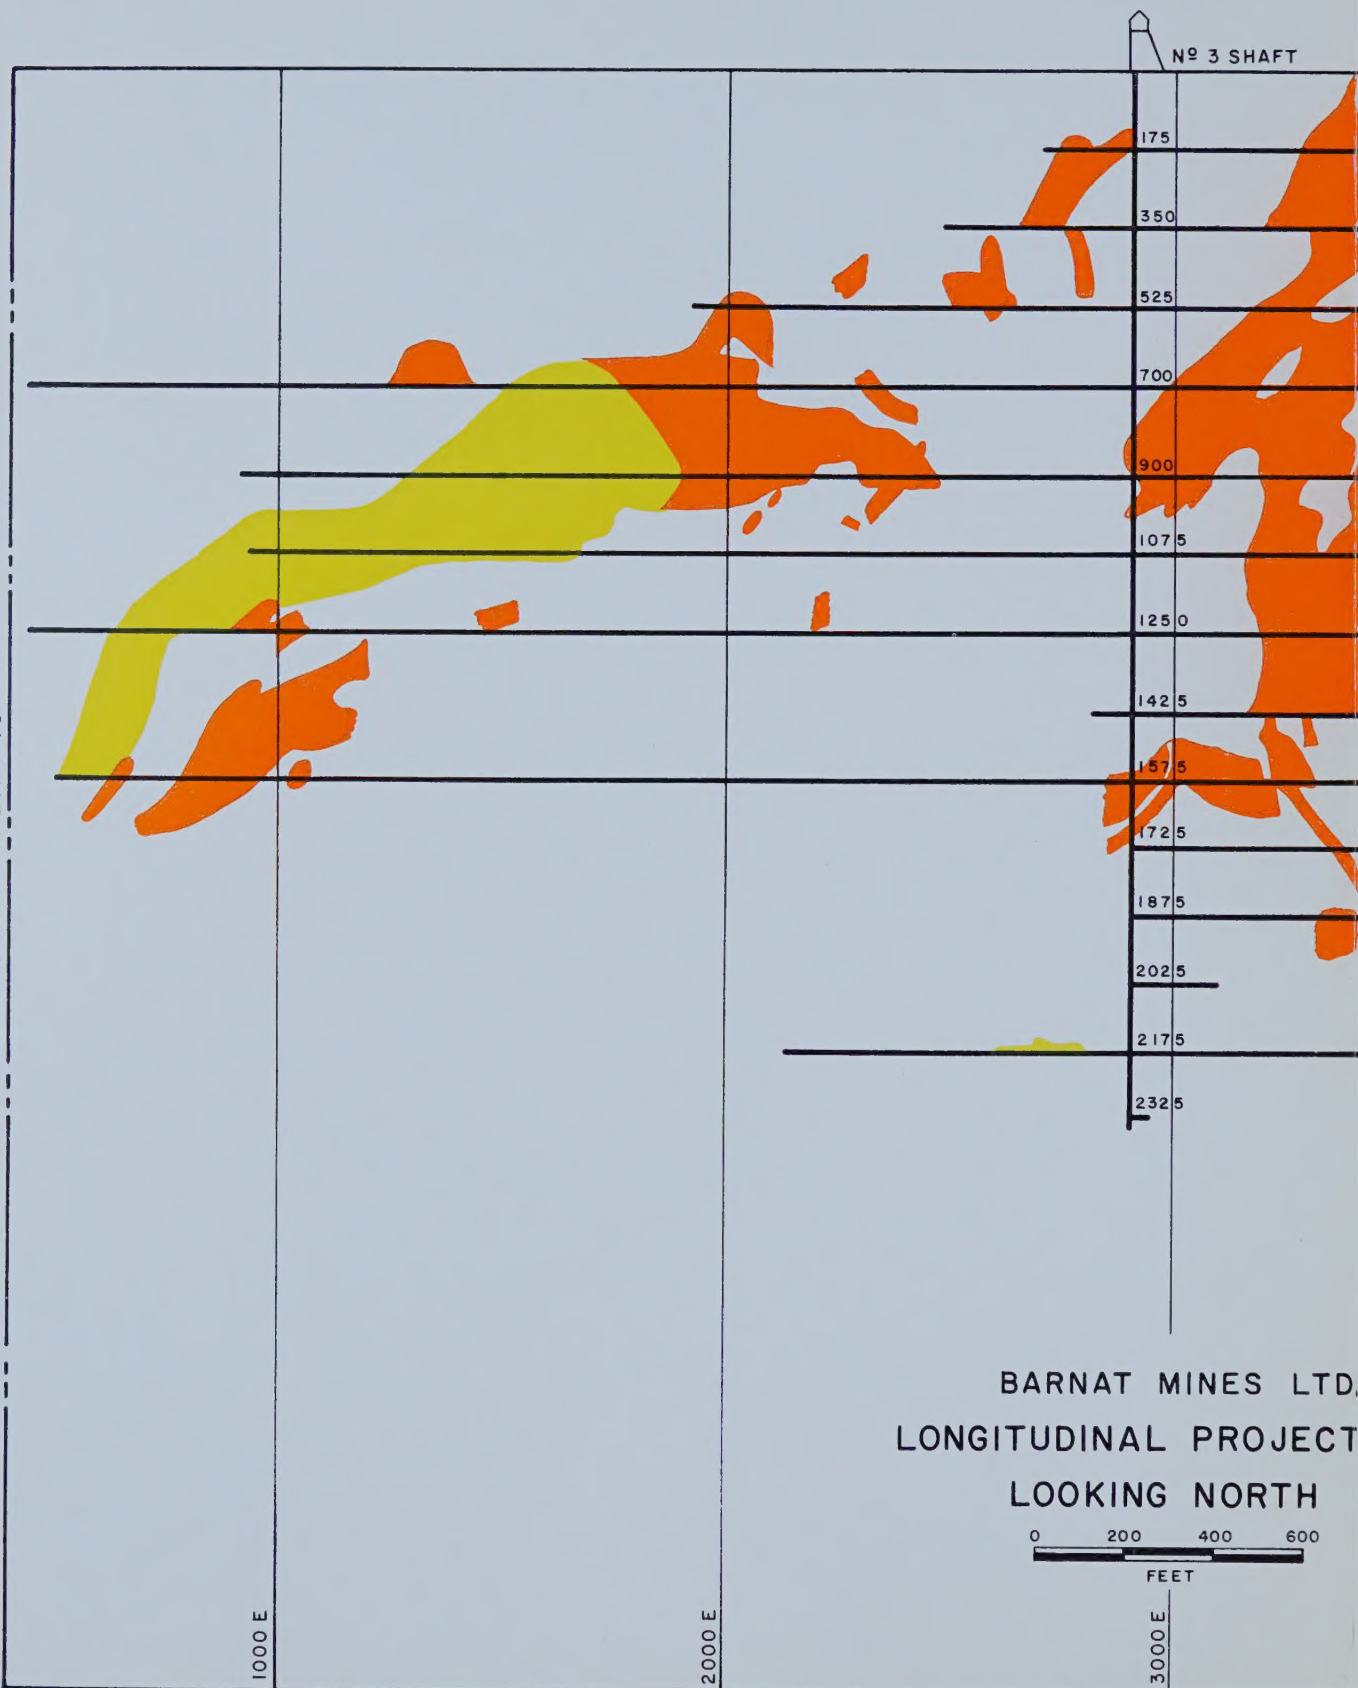 Nº 3 SHAFT
175
350
525
700
900
1075
1250
1425
1575
1725
1875
2025
2175
2325
BARNAT MINES LTD.
LONGITUDINAL PROJECT
LOOKING NORTH
0 200 400 600
FEET
1000 E
2000 E
3000 E